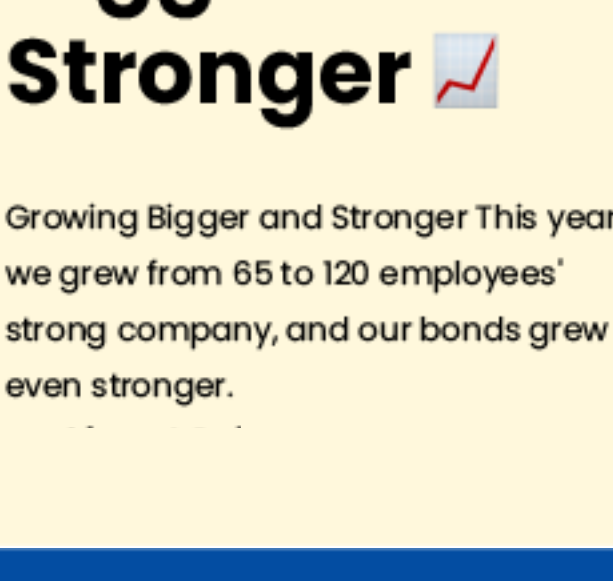 Stronger 📈
Growing Bigger and Stronger This year
we grew from 65 to 120 employees'
strong company, and our bonds grew
even stronger.